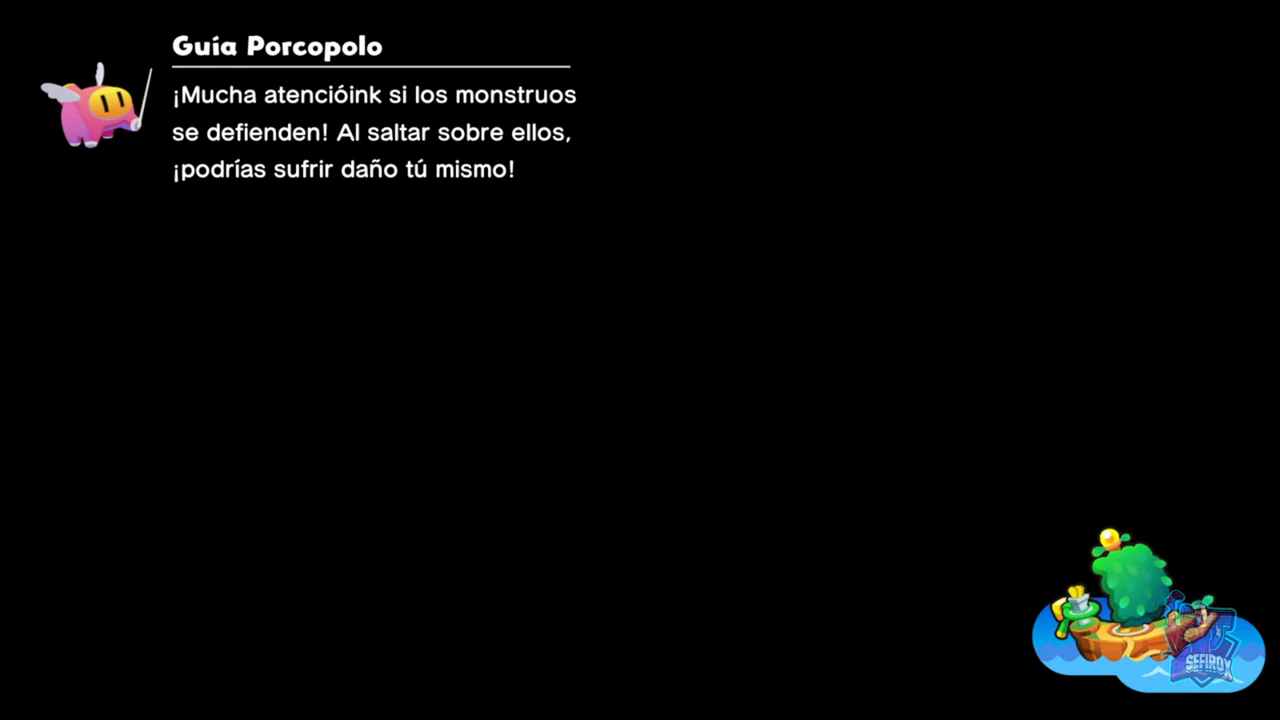 Guía Porcopolo
¡Mucha atencióink si los monstruos
se defienden! Al saltar sobre ellos,
¡podrías sufrir daño tú mismo!
SEFIROX